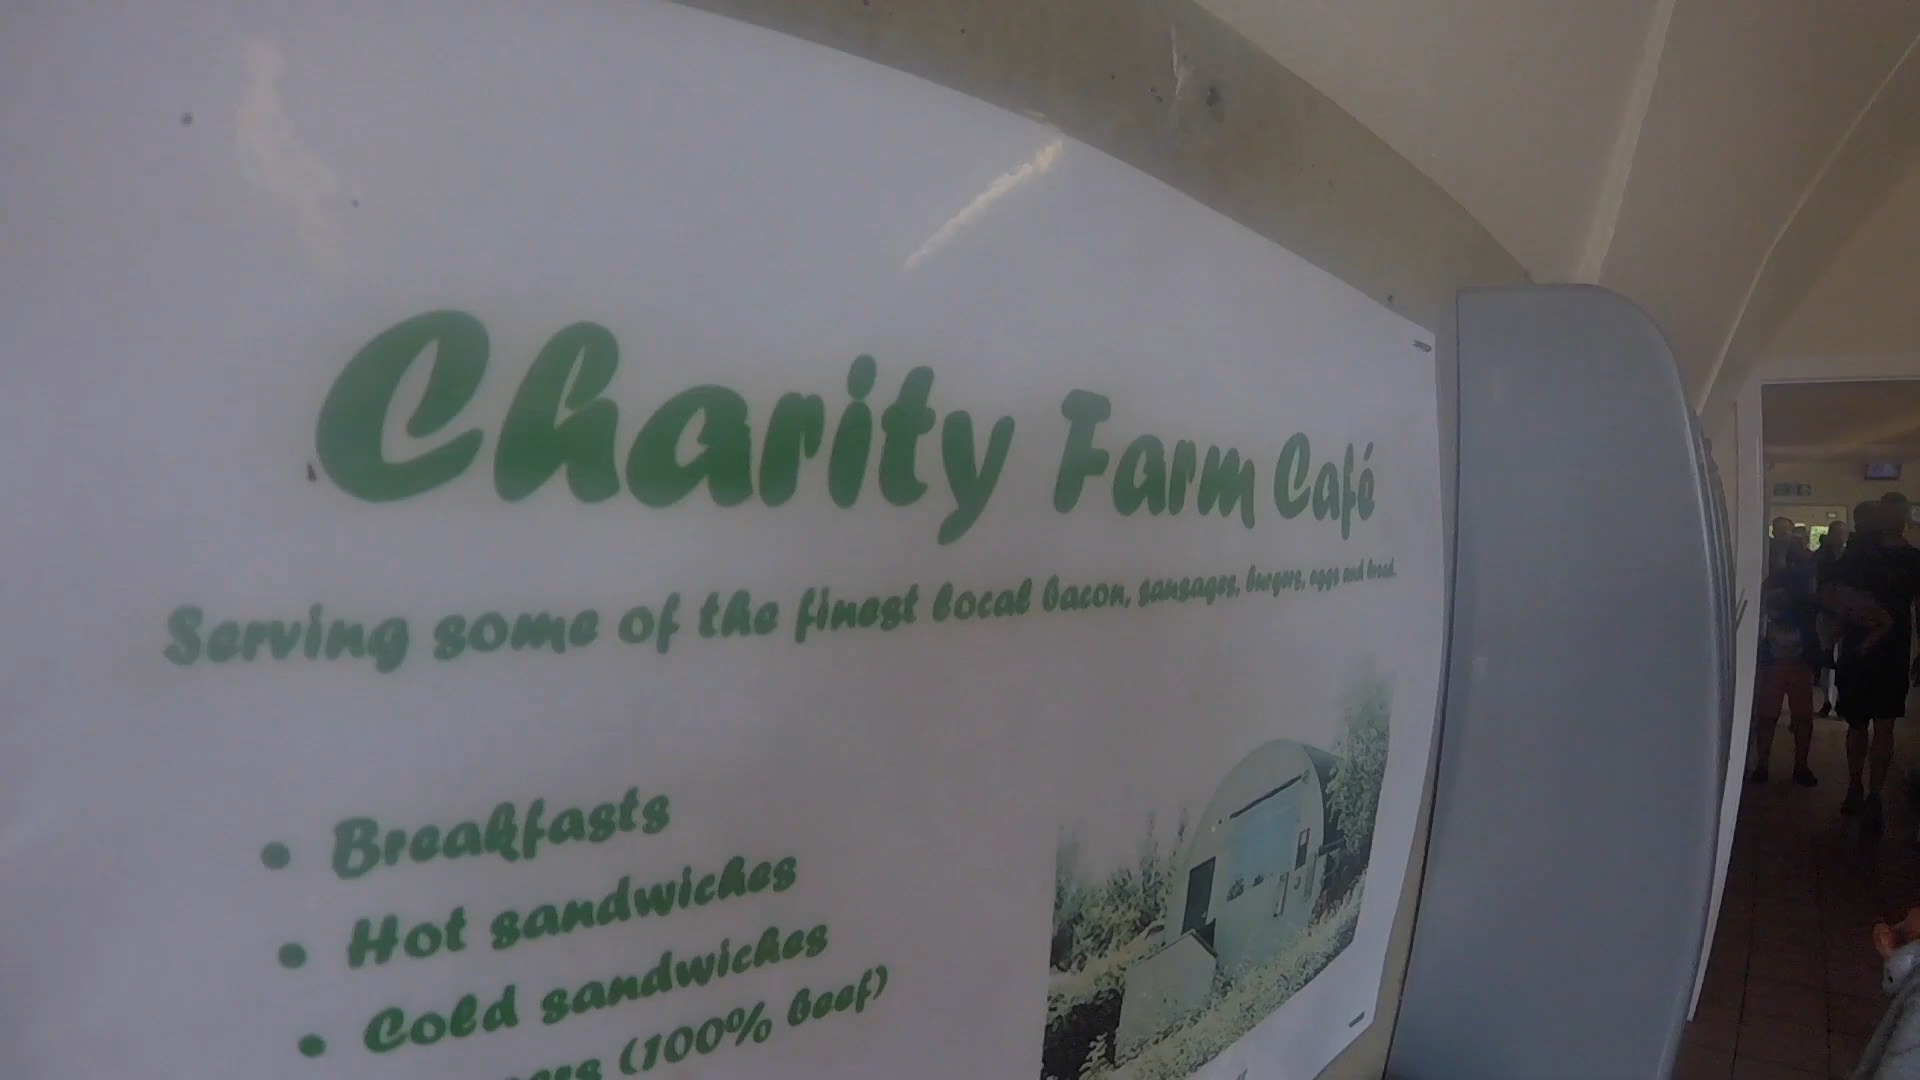 Charity Farm Café
Serving some of the finest local bacon, sausages, burgers, eggs and bread.
• Breakfasts
• Hot sandwiches
• Cold sandwiches
(100% beef)